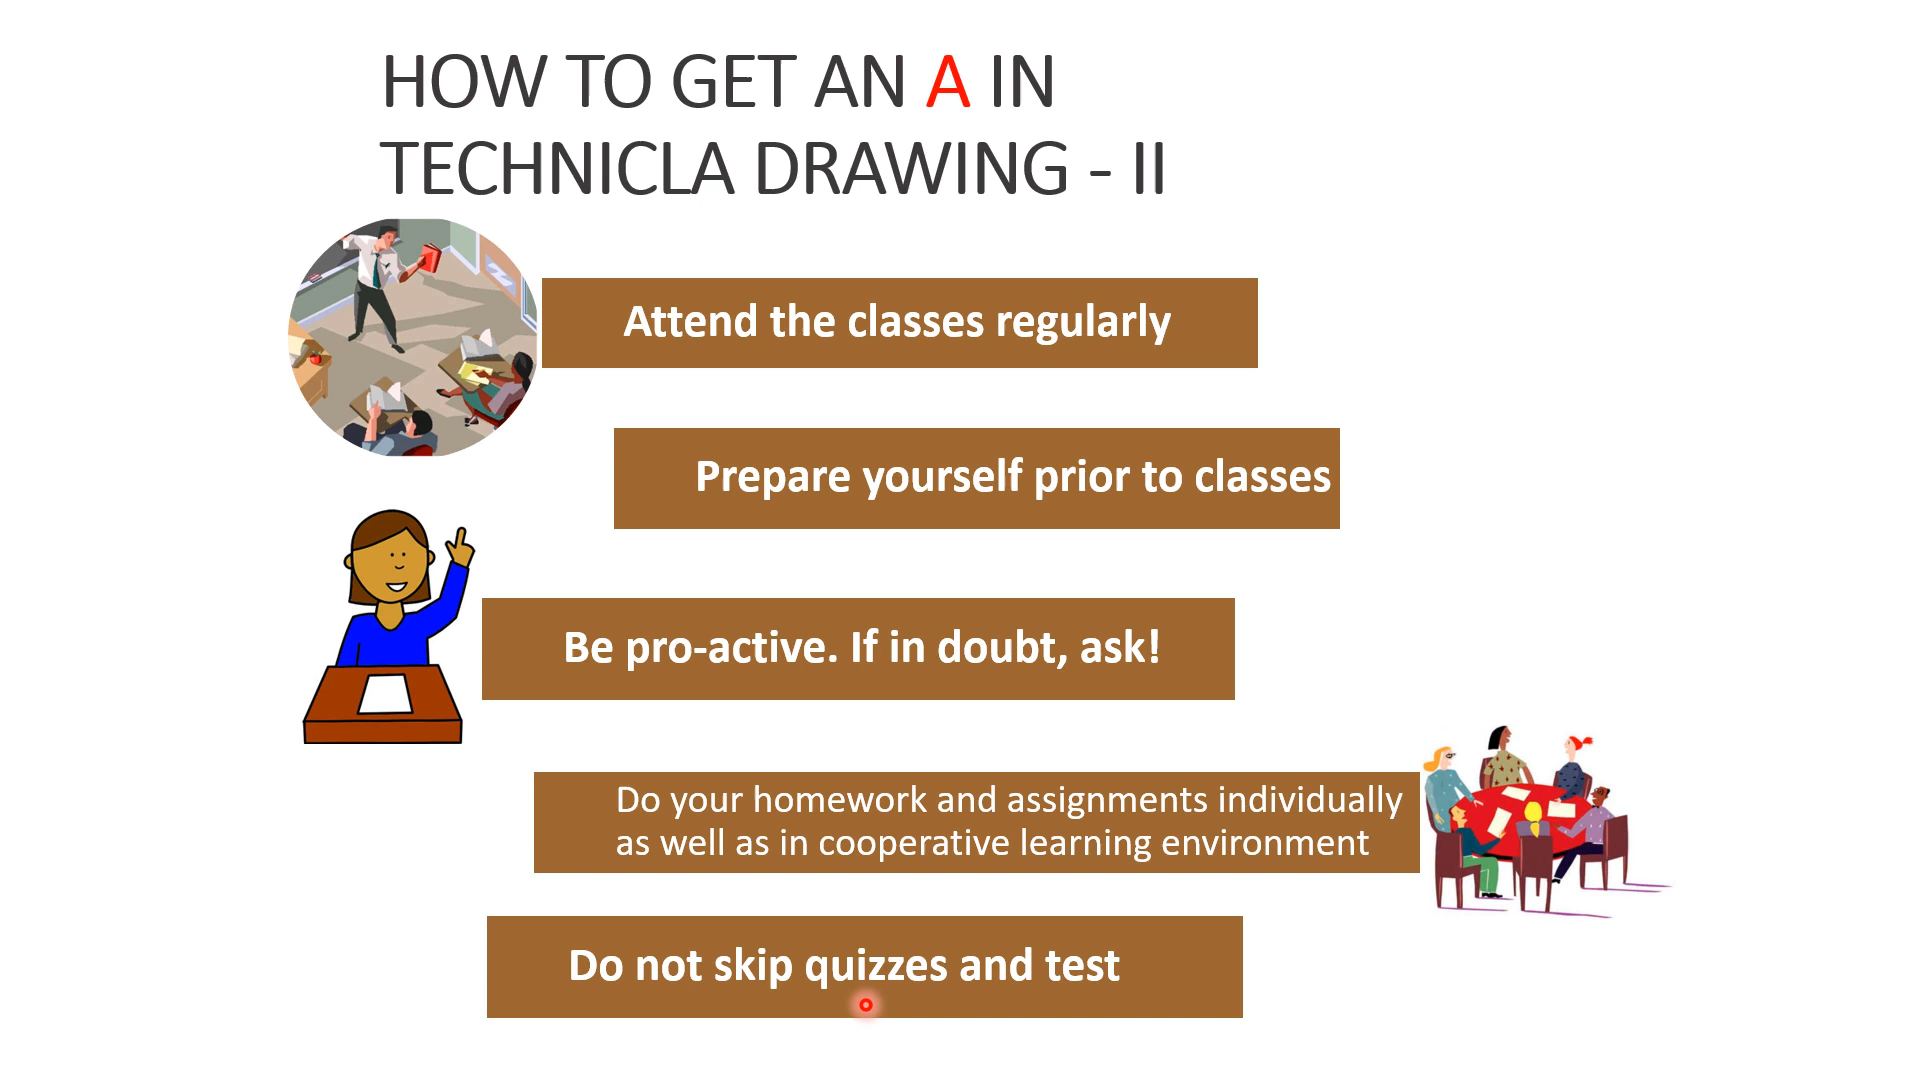 HOW TO GET AN A IN
TECHNICLA DRAWING - II
Attend the classes regularly
Prepare yourself prior to classes
Be pro-active. If in doubt, ask!
Do your homework and assignments individually
as well as in cooperative learning environment
Do not skip quizzes and test